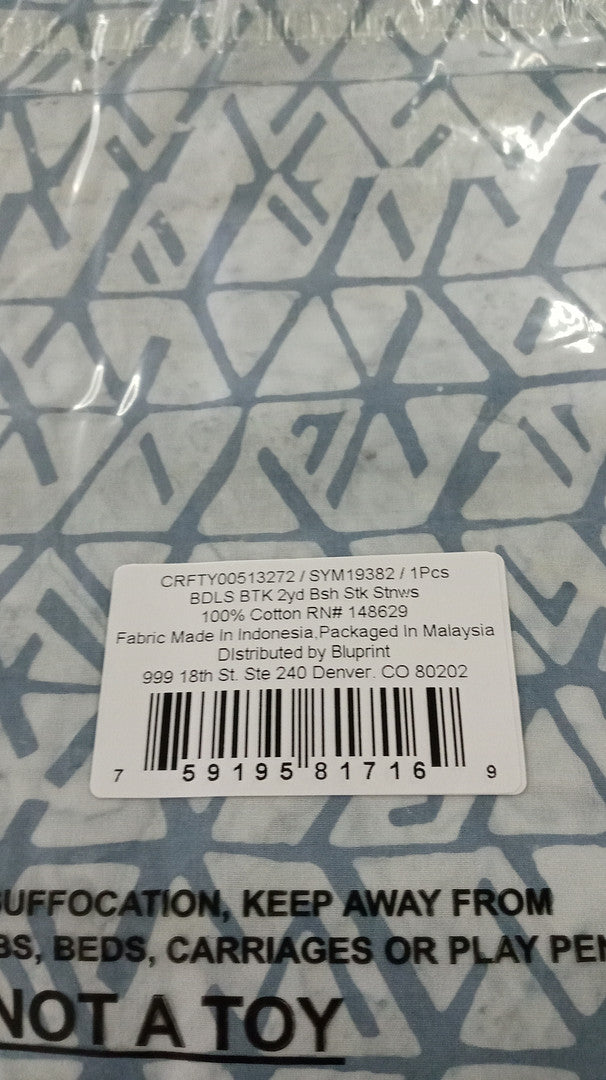 CRFTY00513272 / SYM19382 / 1Pcs
BDLS BTK 2yd Bsh Stk Stnws
100% Cotton RN# 148629
Fabric Made In Indonesia,Packaged In Malaysia
DIstributed by Bluprint
999 18th St. Ste 240 Denver. CO 80202
7 59195 81716 9
SUFFOCATION, KEEP AWAY FROM
BS, BEDS, CARRIAGES OR PLAY PEN
NOT A TOY